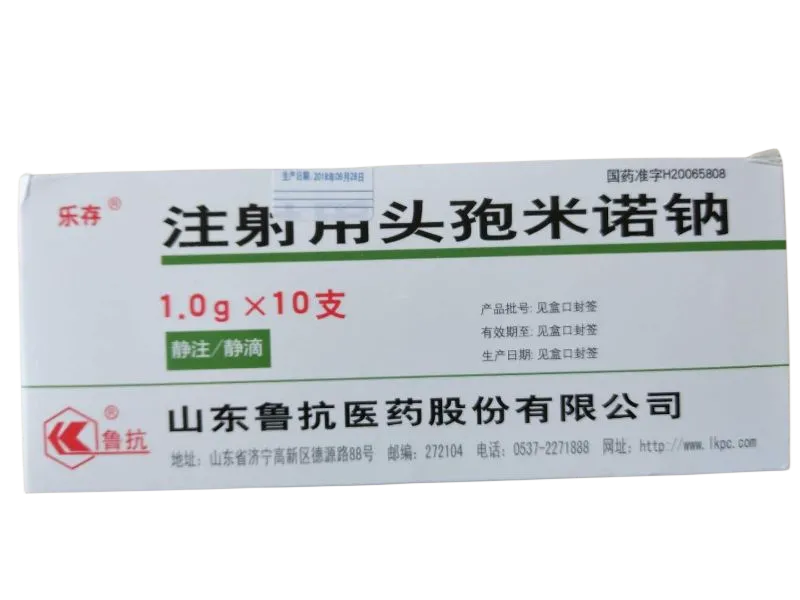 生产日期: 2018年09月28日
国药准字H20065808
乐存®
注射用头孢米诺钠
1.0g×10支
静注/静滴
产品批号: 见盒口封签
有效期至: 见盒口封签
生产日期: 见盒口封签
®
鲁抗
山东鲁抗医药股份有限公司
地址: 山东省济宁高新区德源路88号 邮编: 272104 电话: 0537-2271888 网址: http://www.lkpc.com